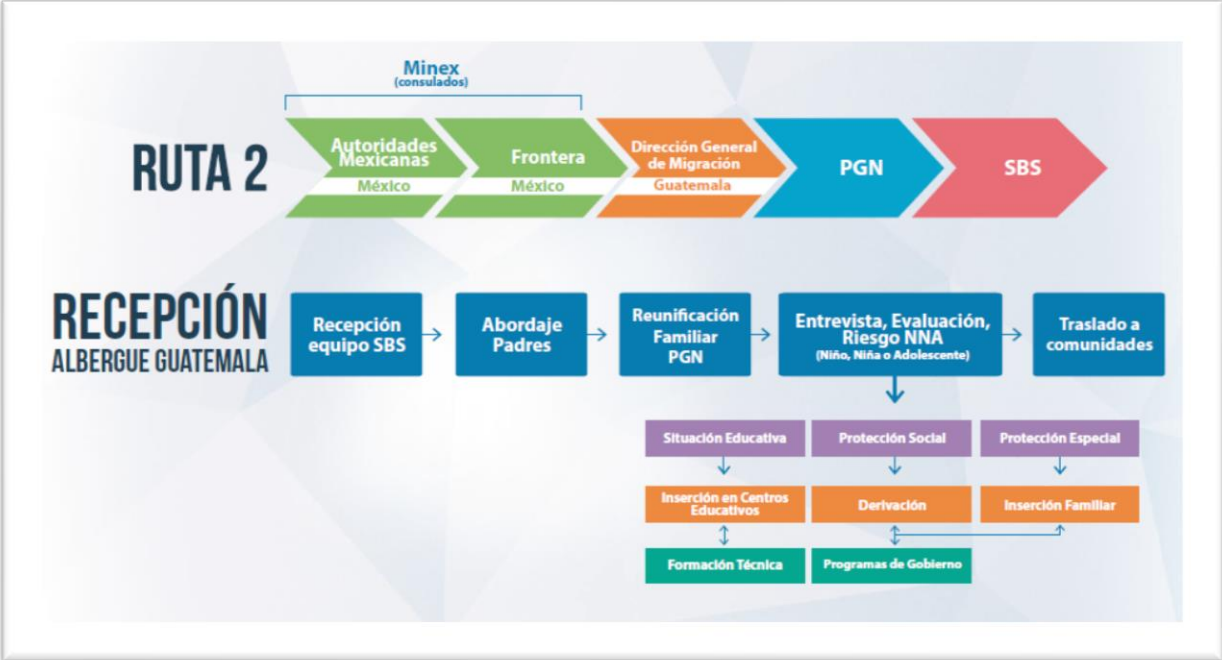 Minex
(consulados)
RUTA 2
Autoridades
Mexicanas
México
Frontera
México
Dirección General
de Migración
Guatemala
PGN
SBS
RECEPCIÓN
ALBERGUE GUATEMALA
Recepción
equipo SBS
Abordaje
Padres
Reunificación
Familiar
PGN
Entrevista, Evaluación,
Riesgo NNA
(Niño, Niña o Adolescente)
Traslado a
comunidades
Situación Educativa
Protección Social
Protección Especial
Inserción en Centros
Educativos
Derivación
Inserción Familiar
Formación Técnica
Programas de Gobierno